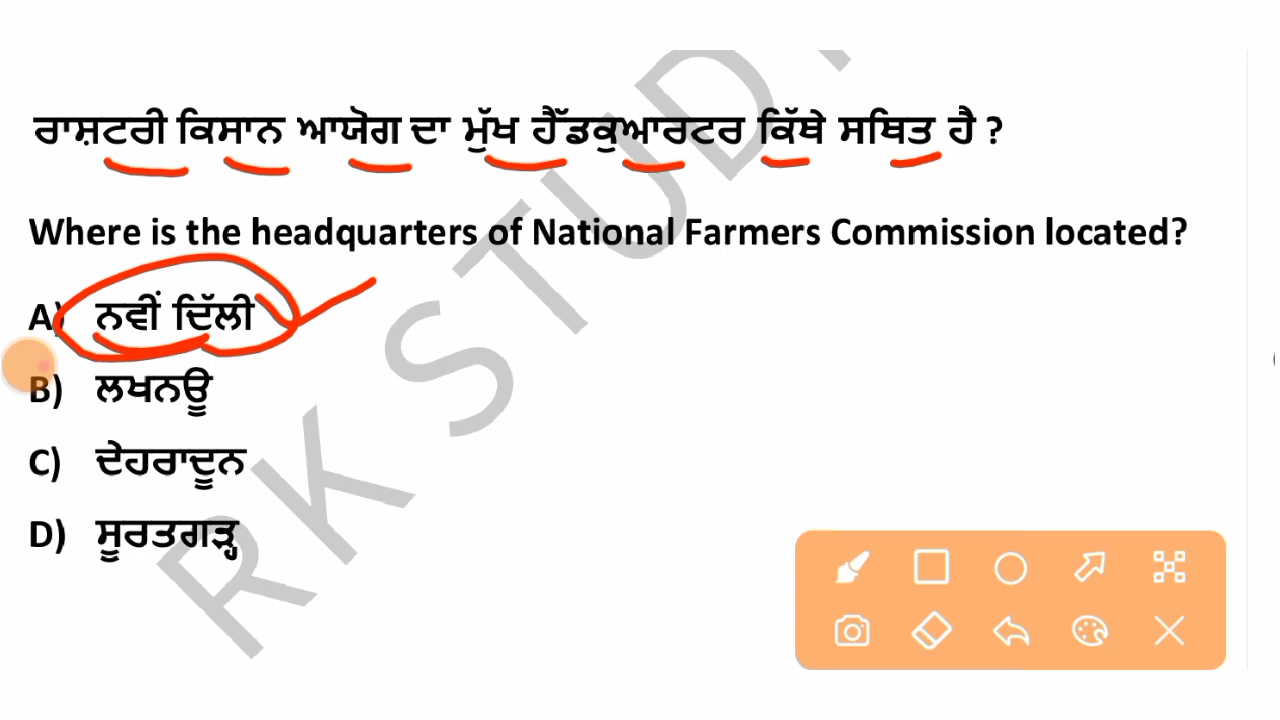 ਰਾਸ਼ਟਰੀ ਕਿਸਾਨ ਆਯੋਗ ਦਾ ਮੁੱਖ ਹੈੱਡਕੁਆਰਟਰ ਕਿੱਥੇ ਸਥਿਤ ਹੈ ?
Where is the headquarters of National Farmers Commission located?
A) ਨਵੀਂ ਦਿੱਲੀ
B) ਲਖਨਊ
C) ਦੇਹਰਾਦੂਨ
D) ਸੂਰਤਗੜ੍ਹ
RK STUD